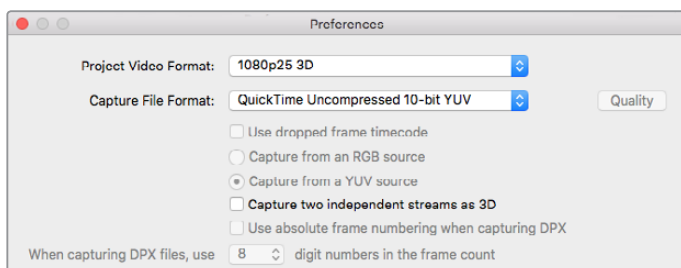 Preferences
Project Video Format: 1080p25 3D
Capture File Format: QuickTime Uncompressed 10-bit YUV Quality
Use dropped frame timecode
Capture from an RGB source
Capture from a YUV source
Capture two independent streams as 3D
Use absolute frame numbering when capturing DPX
When capturing DPX files, use 8 digit numbers in the frame count